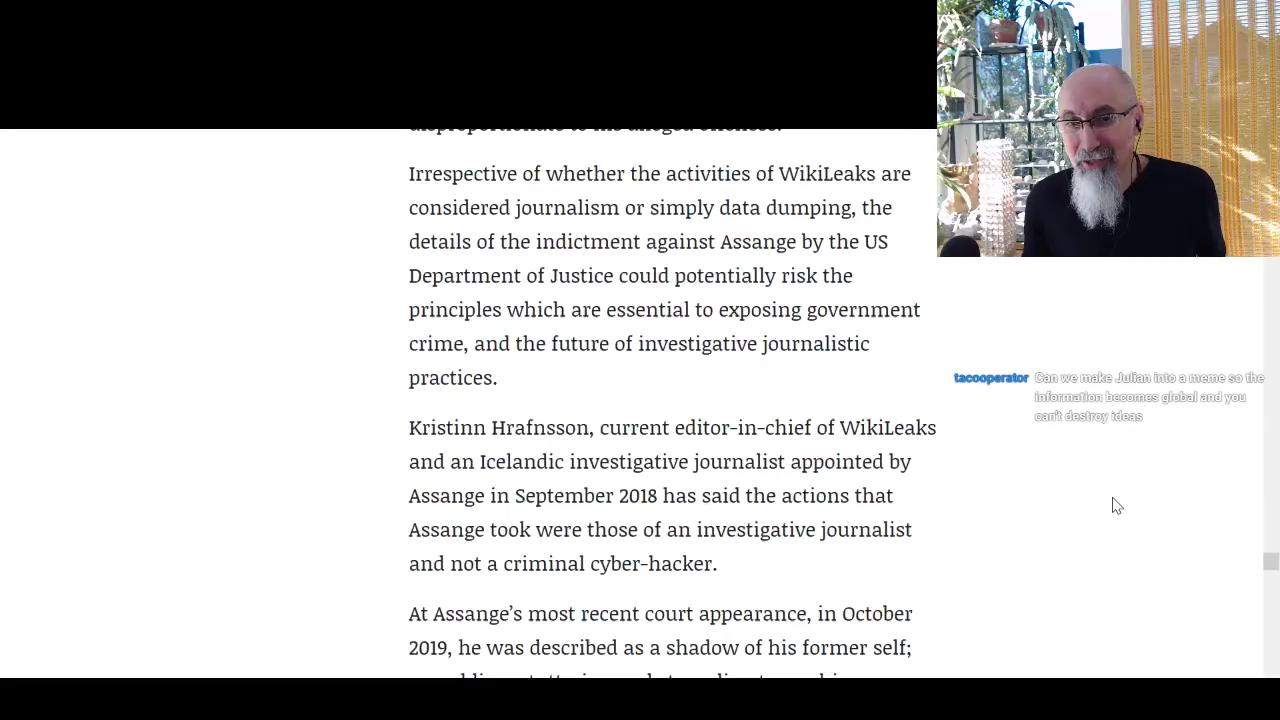 disproportionate to his alleged offenses.
Irrespective of whether the activities of WikiLeaks are
considered journalism or simply data dumping, the
details of the indictment against Assange by the US
Department of Justice could potentially risk the
principles which are essential to exposing government
crime, and the future of investigative journalistic
practices.
tacooperator Can we make Julian into a meme so the
information becomes global and you
can't destroy ideas
Kristinn Hrafnsson, current editor-in-chief of WikiLeaks
and an Icelandic investigative journalist appointed by
Assange in September 2018 has said the actions that
Assange took were those of an investigative journalist
and not a criminal cyber-hacker.
At Assange’s most recent court appearance, in October
2019, he was described as a shadow of his former self;